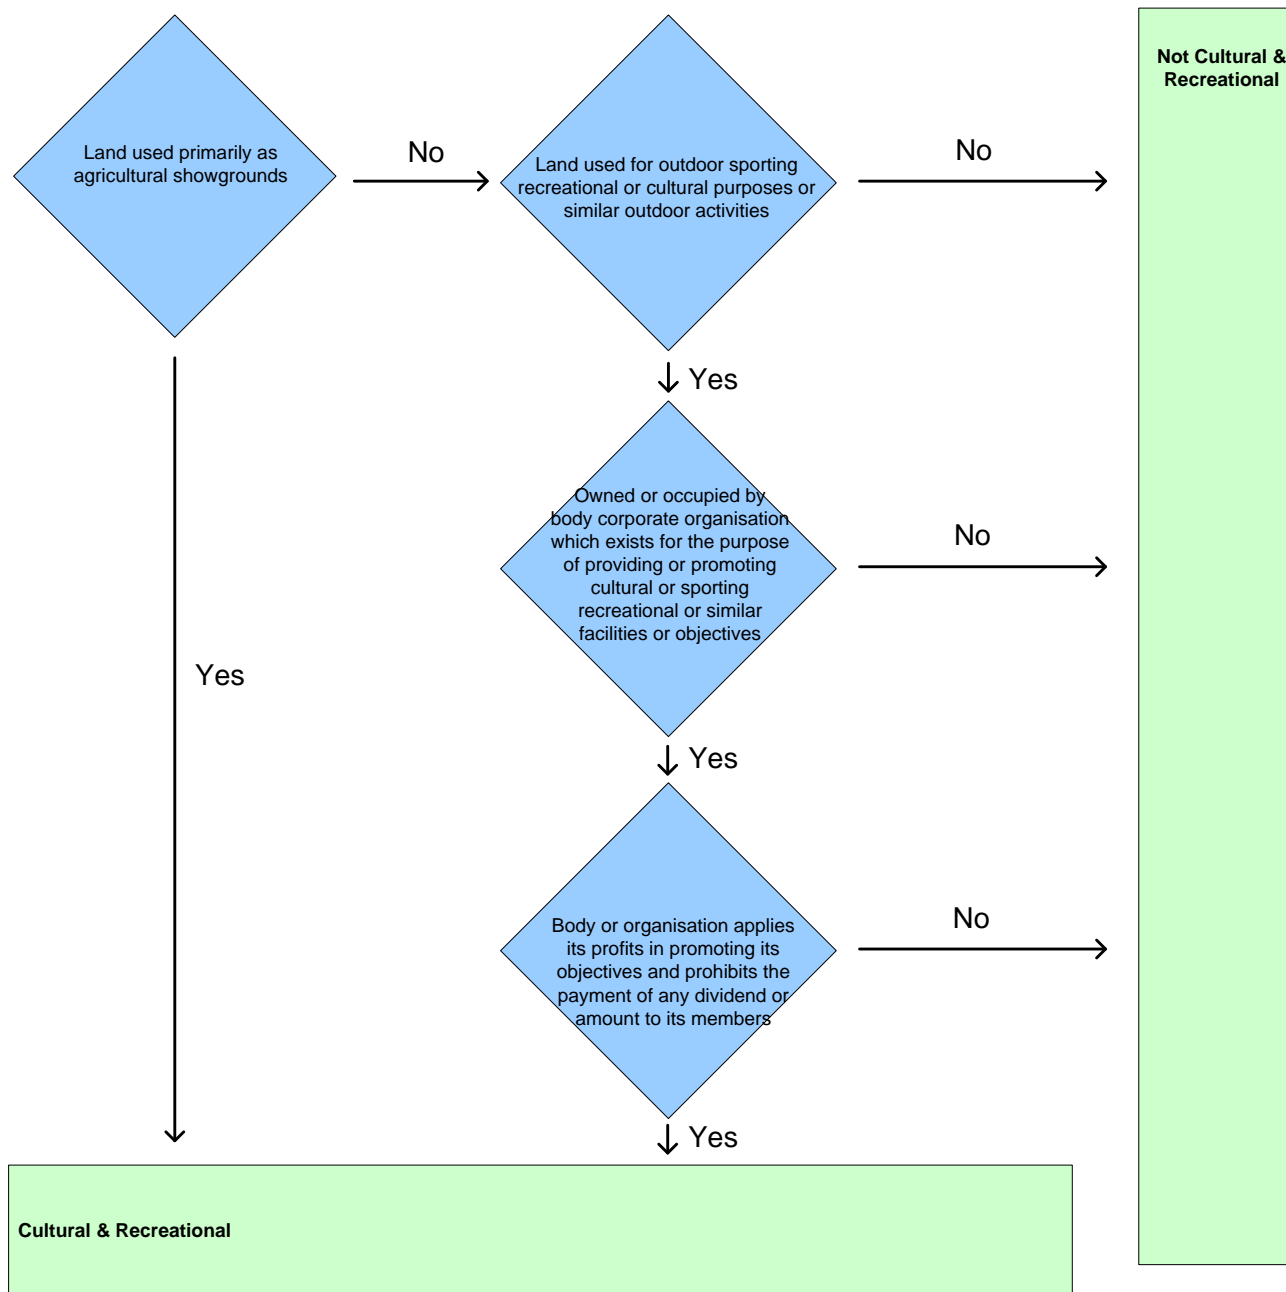 Land used primarily as
agricultural showgrounds
No
Land used for outdoor sporting
recreational or cultural purposes or
similar outdoor activities
No
Not Cultural &
Recreational
Yes
Owned or occupied by
body corporate organisation
which exists for the purpose
of providing or promoting
cultural or sporting
recreational or similar
facilities or objectives
No
Yes
Yes
Body or organisation applies
its profits in promoting its
objectives and prohibits the
payment of any dividend or
amount to its members
No
Yes
Cultural & Recreational